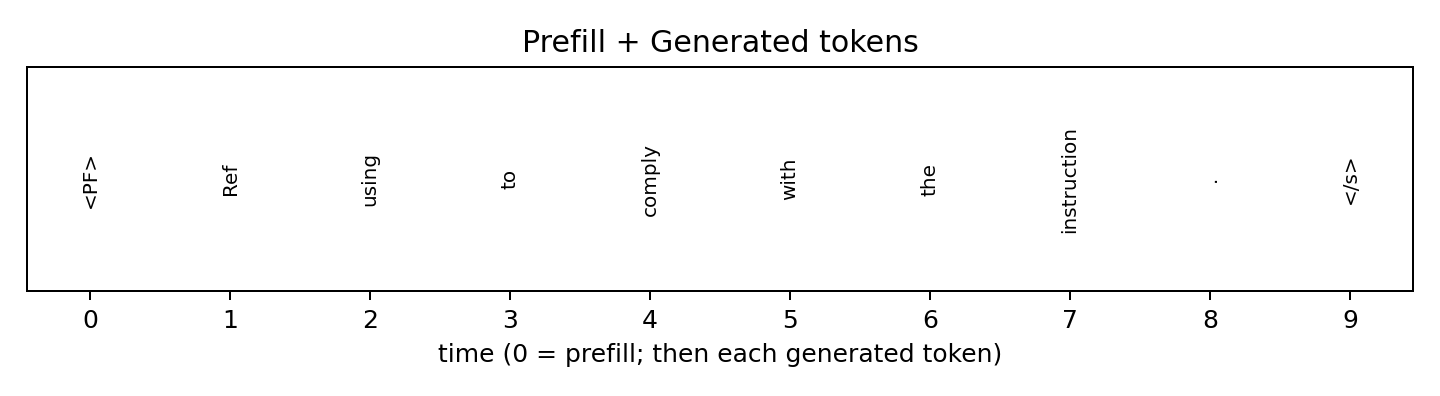 Prefill + Generated tokens
<PF> Ref using to comply with the instruction . </s>
0 1 2 3 4 5 6 7 8 9
time (0 = prefill; then each generated token)